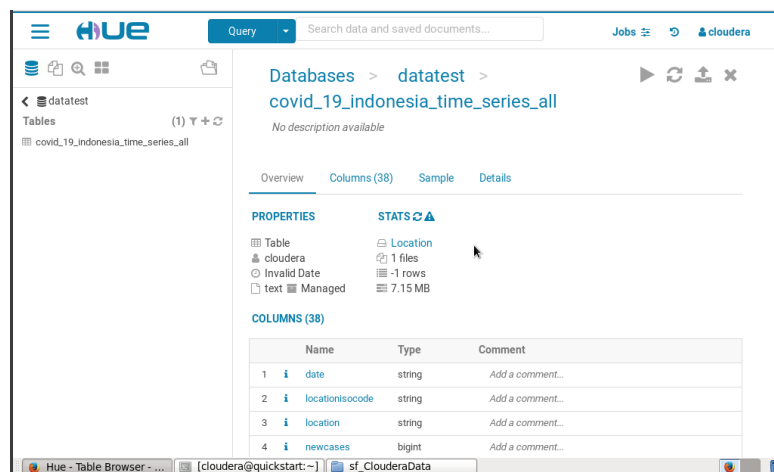 HUE
Query
Search data and saved documents...
Jobs
cloudera
datatest
Tables
(1)
covid_19_indonesia_time_series_all
Databases > datatest >
covid_19_indonesia_time_series_all
No description available
Overview
Columns (38)
Sample
Details
PROPERTIES
STATS
Table
Location
cloudera
1 files
Invalid Date
-1 rows
text Managed
7.15 MB
COLUMNS (38)
Name Type Comment
1 i date string Add a comment...
2 i locationisocode string Add a comment...
3 i location string Add a comment...
4 i newcases bigint Add a comment...
Hue - Table Browser - ...
[cloudera@quickstart:~]
sf_ClouderaData